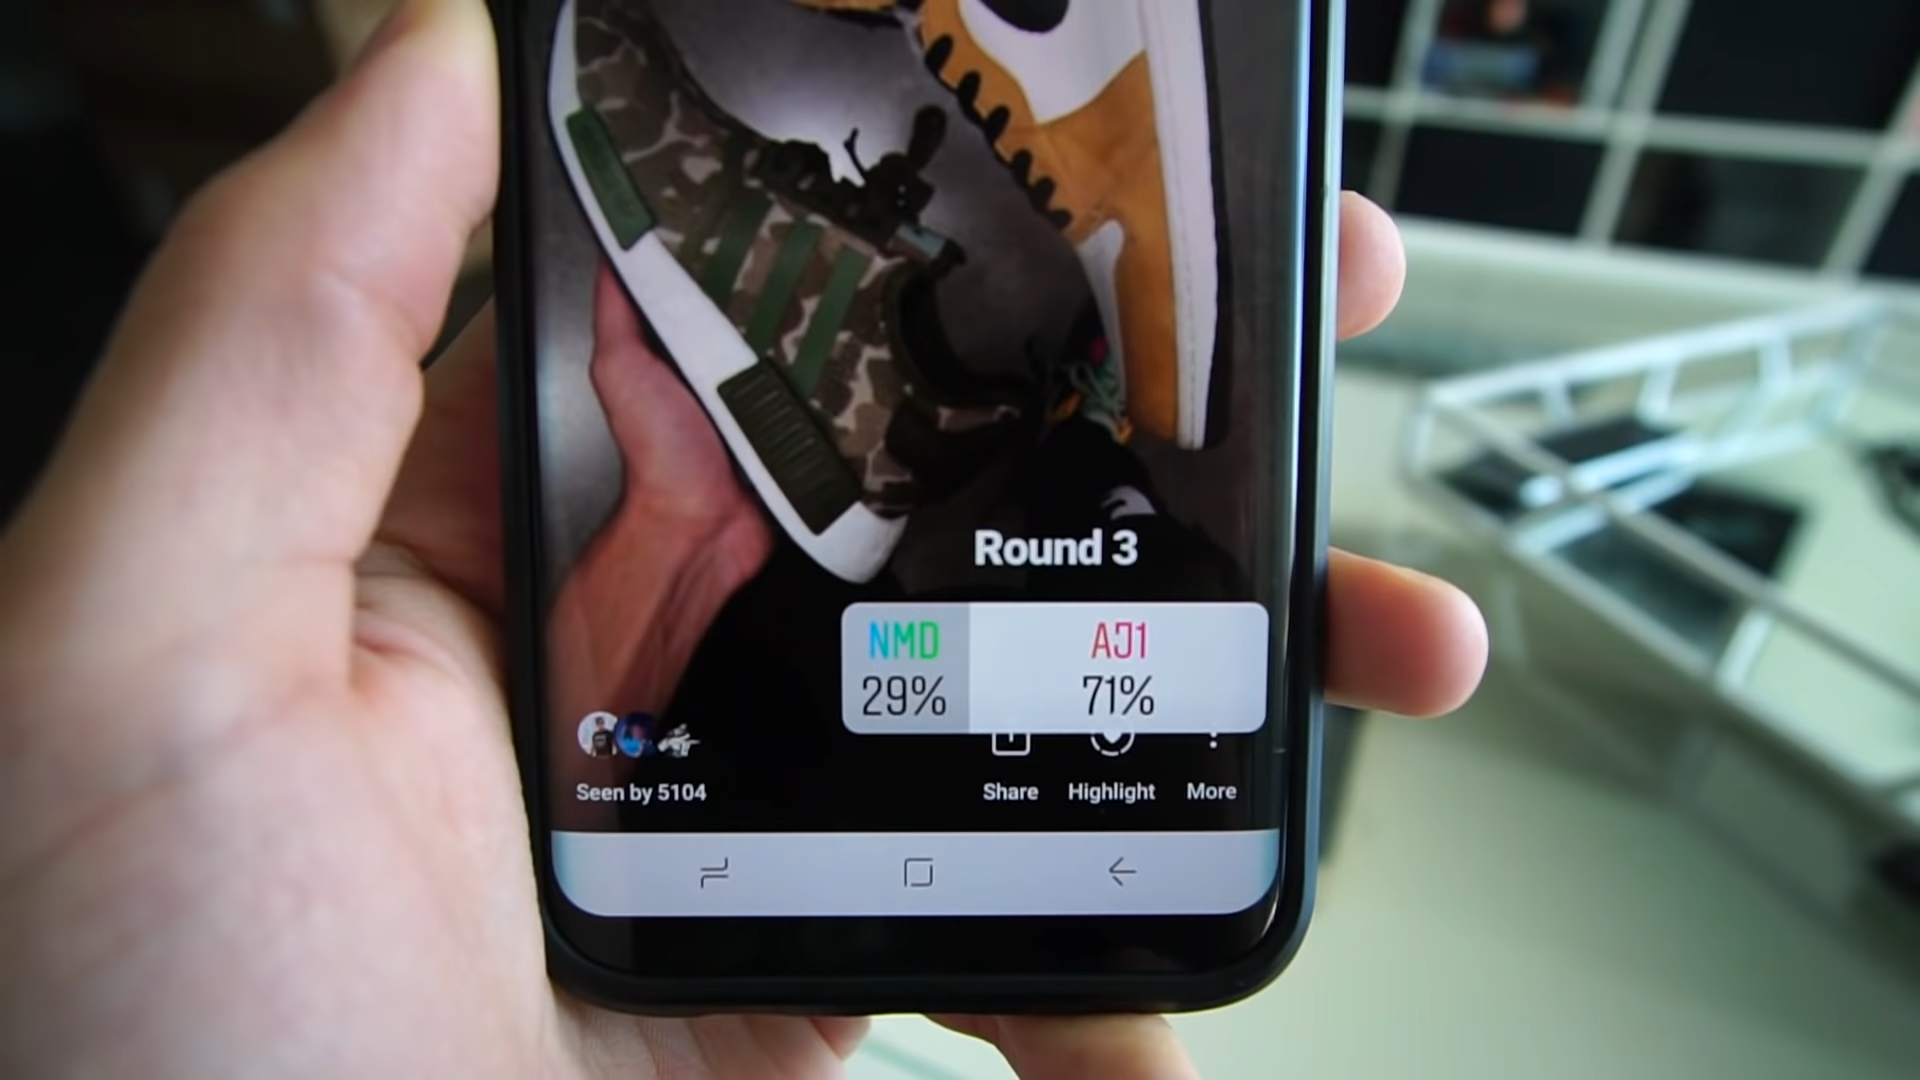 Round 3
NMD
29%
AJ1
71%
Seen by 5104
Share
Highlight
More